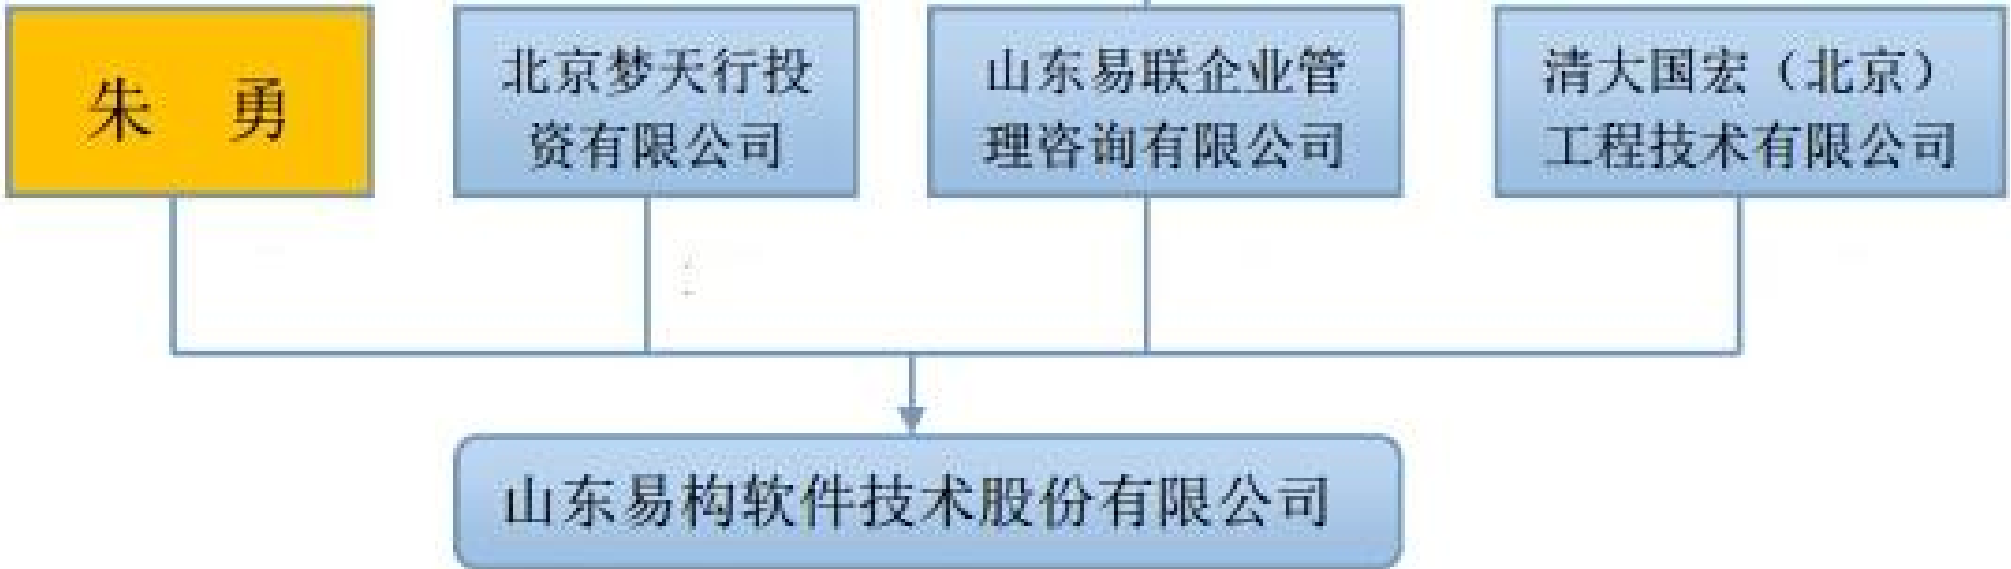 朱　勇
北京梦天行投
资有限公司
山东易联企业管
理咨询有限公司
清大国宏（北京）
工程技术有限公司
山东易构软件技术股份有限公司